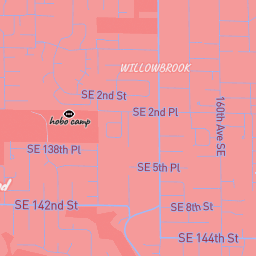 WILLOWBROOK
SE 2nd St
SE 2nd Pl
hobo camp
160th Ave SE
SE 138th Pl
SE 5th Pl
SE 142nd St
SE 8th St
SE 144th St